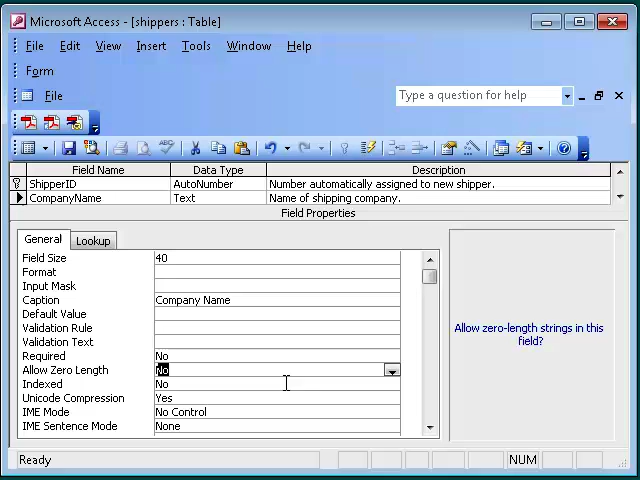 Microsoft Access - [shippers : Table]
File Edit View Insert Tools Window Help
Form
File Type a question for help
Field Name Data Type Description
ShipperID AutoNumber Number automatically assigned to new shipper.
CompanyName Text Name of shipping company.
Field Properties
General Lookup
Field Size 40
Format
Input Mask
Caption Company Name
Default Value
Validation Rule
Validation Text
Required No
Allow Zero Length No
Indexed No
Unicode Compression Yes
IME Mode No Control
IME Sentence Mode None
Allow zero-length strings in this
field?
Ready NUM